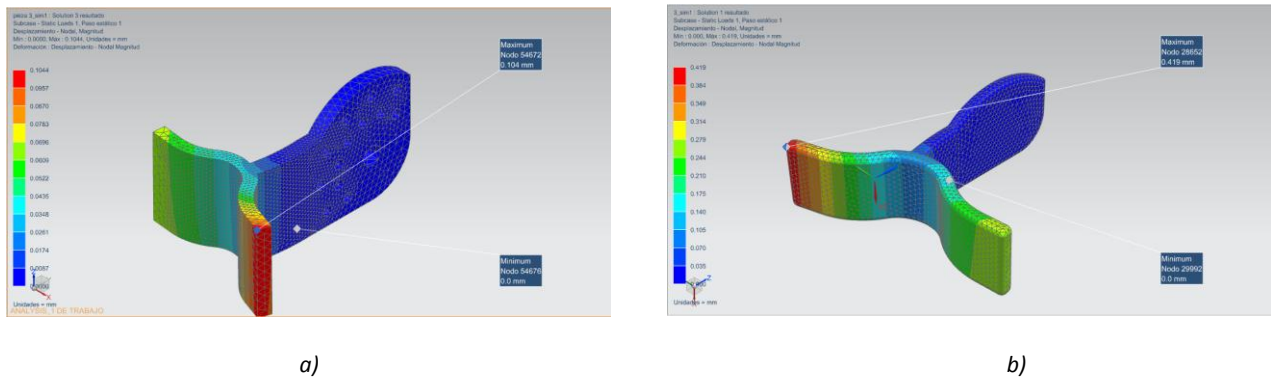 pieza 3_sim1 : Solution 3 resultado
Subcase - Static Loads 1, Paso estático 1
Desplazamiento - Nodal, Magnitud
Min : 0.0000, Max : 0.1044, Unidades = mm
Deformación : Desplazamiento - Nodal Magnitud
Maximum
Nodo 54672
0.104 mm
0.1044
0.0957
0.0870
0.0783
0.0696
0.0609
0.0522
0.0435
0.0348
0.0261
0.0174
0.0087
0.0000
Minimum
Nodo 54676
0.0 mm
X
Unidades = mm
ANALYSIS_1 DE TRABAJO
3_sim1 : Solution 1 resultado
Subcase - Static Loads 1, Paso estático 1
Desplazamiento - Nodal, Magnitud
Min : 0.000, Max : 0.419, Unidades = mm
Deformación : Desplazamiento - Nodal Magnitud
Maximum
Nodo 28652
0.419 mm
0.419
0.384
0.349
0.314
0.279
0.244
0.210
0.175
0.140
0.105
0.070
0.035
Minimum
Nodo 29992
0.0 mm
Z
Unidades = mm
a)
b)